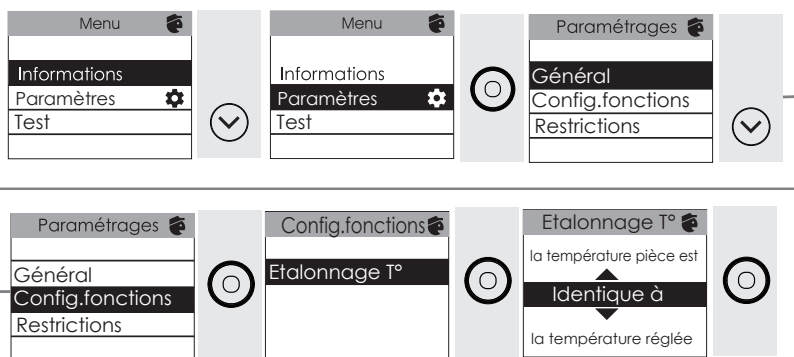 Menu
Informations
Paramètres
Test
Menu
Informations
Paramètres
Test
Paramétrages
Général
Config.fonctions
Restrictions
Paramétrages
Général
Config.fonctions
Restrictions
Config.fonctions
Etalonnage T°
Etalonnage T°
la température pièce est
Identique à
la température réglée